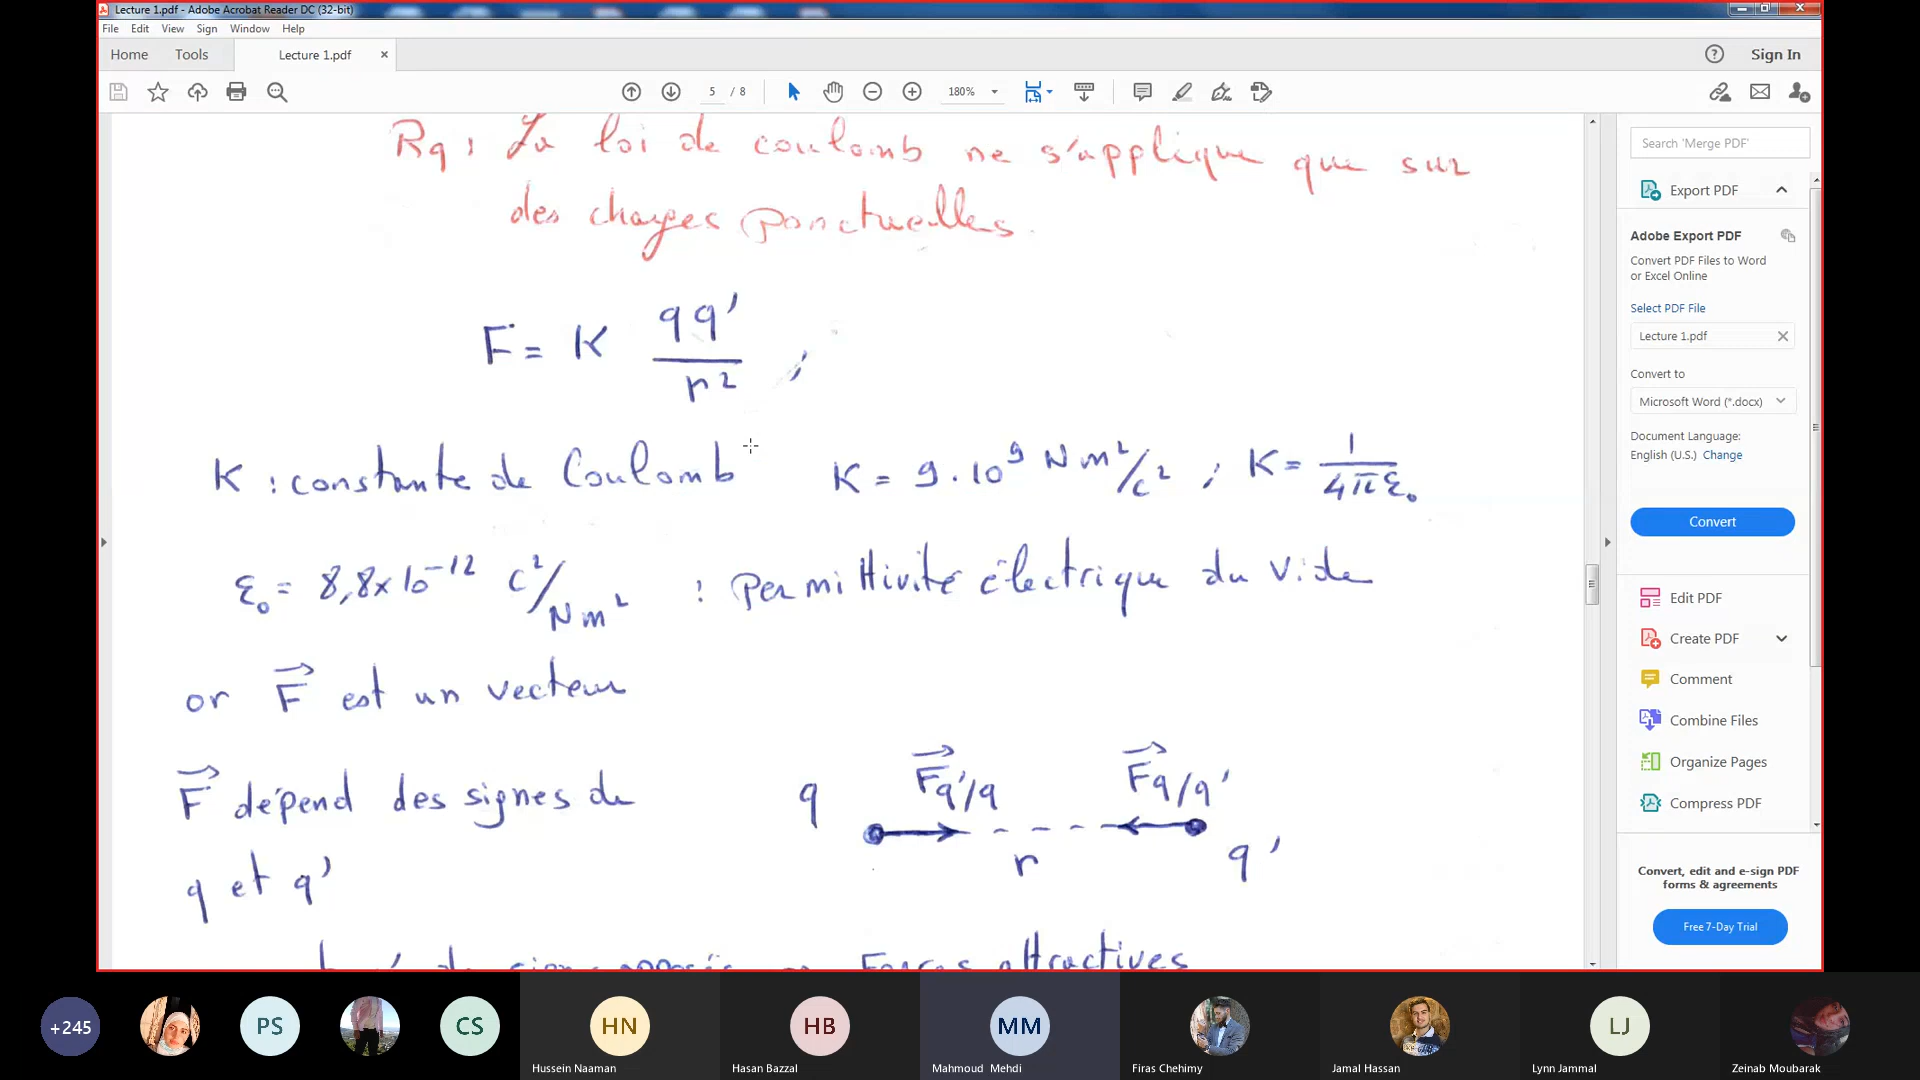 Lecture 1.pdf - Adobe Acrobat Reader DC (32-bit)
File Edit View Sign Window Help
Home Tools Lecture 1.pdf × Sign In
5 / 8 180%
Rq : La loi de coulomb ne s'applique que sur
des charges ponctuelles.
F = K qq' / r² ;
K : constante de Coulomb K = 9.10⁹ Nm²/c² ; K = 1/4πε₀
ε₀ = 8,8x10⁻¹² c²/Nm² : permittivité électrique du vide
or F⃗ est un vecteur
F⃗ dépend des signes de
q et q'
q F⃗q'/q F⃗q/q'
r q'
Forces attractives
Search 'Merge PDF'
Export PDF
Adobe Export PDF
Convert PDF Files to Word
or Excel Online
Select PDF File
Lecture 1.pdf
Convert to
Microsoft Word (*.docx)
Document Language:
English (U.S.) Change
Convert
Edit PDF
Create PDF
Comment
Combine Files
Organize Pages
Compress PDF
Convert, edit and e-sign PDF
forms & agreements
Free 7-Day Trial
+245 PS CS HN HB MM LJ
Hussein Naaman Hasan Bazzal Mahmoud Mehdi Firas Chehimy Jamal Hassan Lynn Jammal Zeinab Moubarak